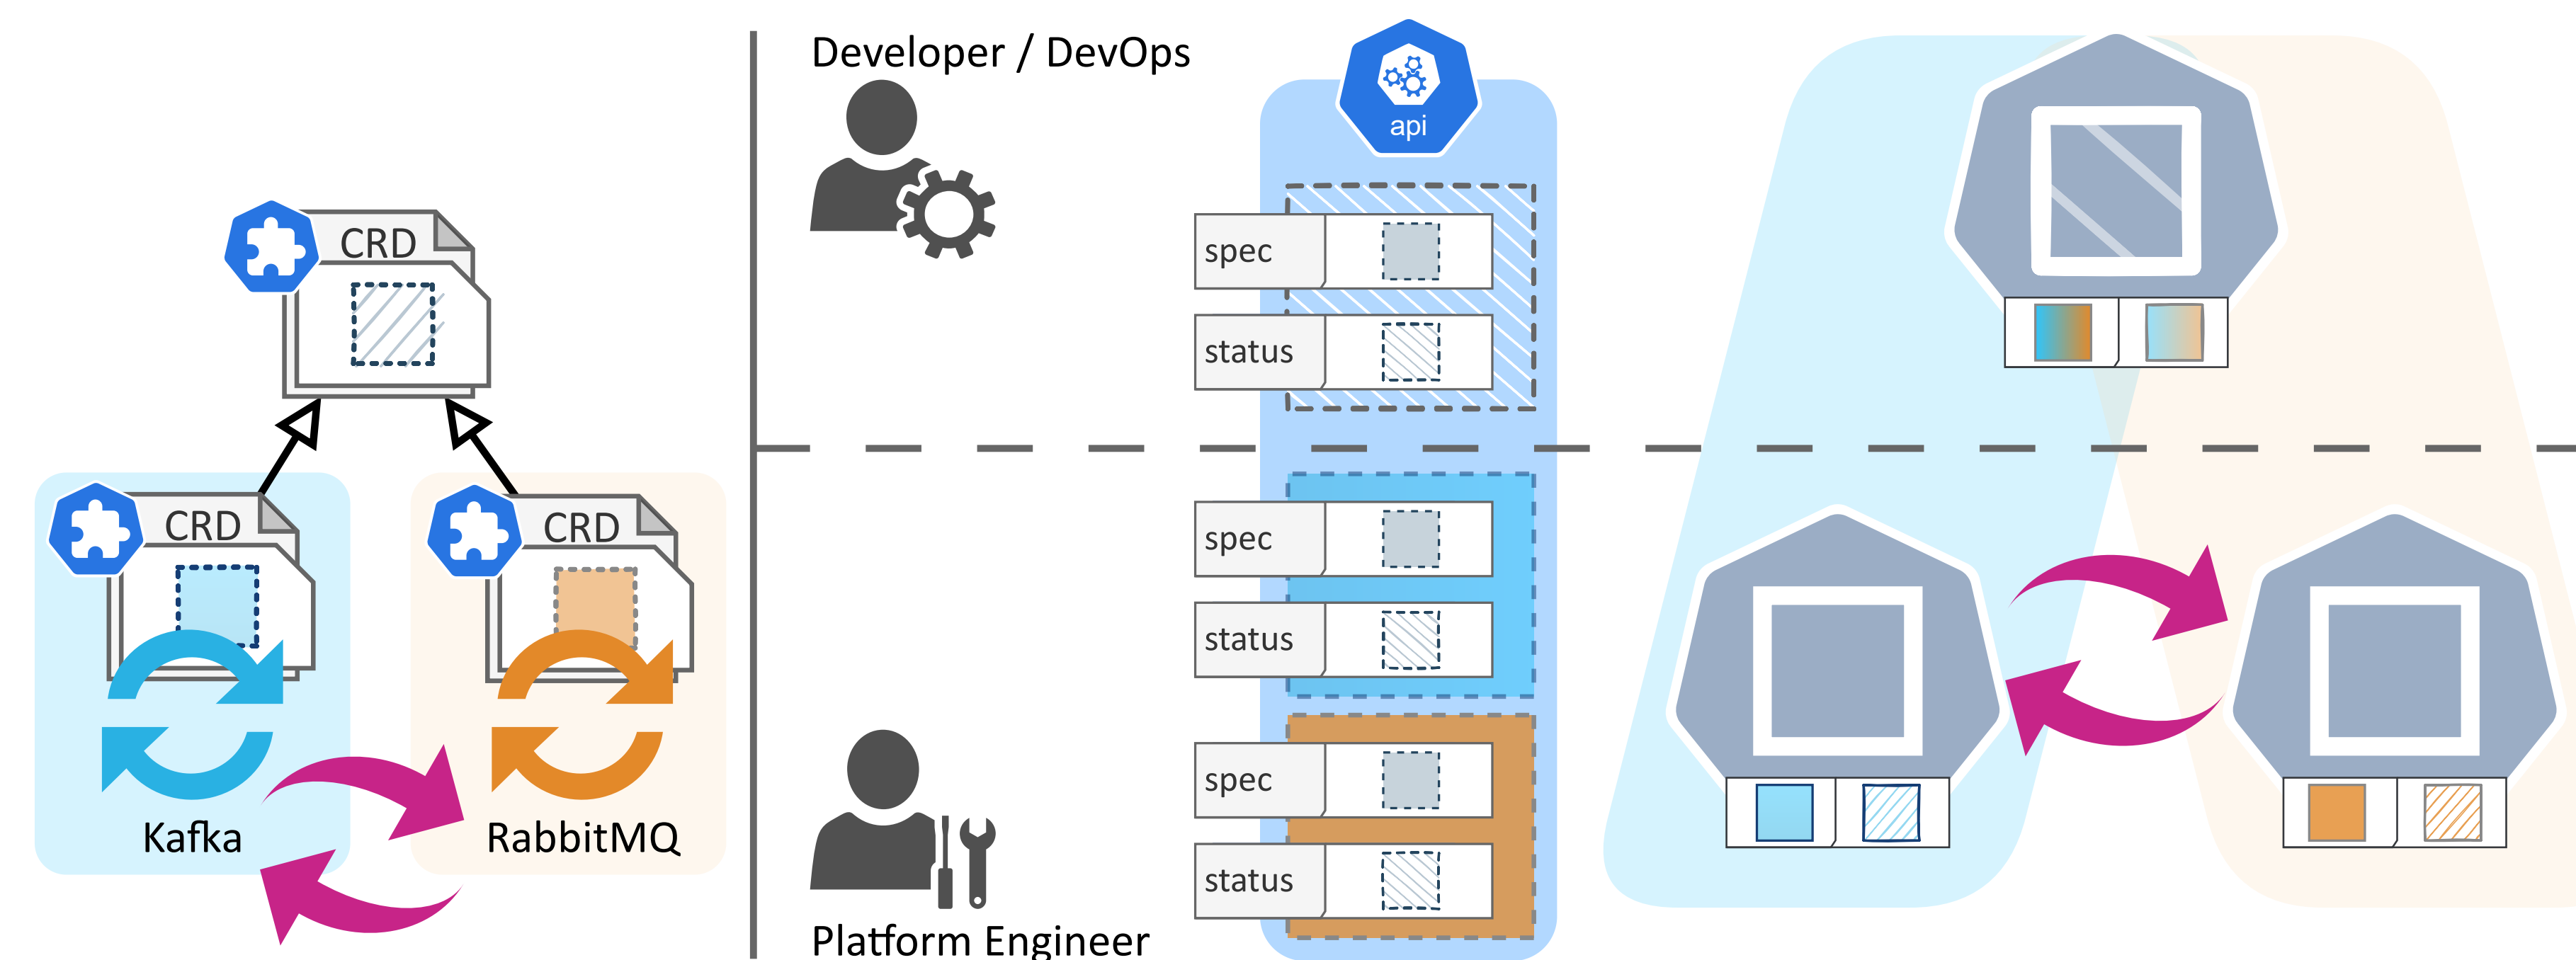 CRD
CRD
CRD
Kafka
RabbitMQ
Developer / DevOps
Platform Engineer
api
spec
status
spec
status
spec
status